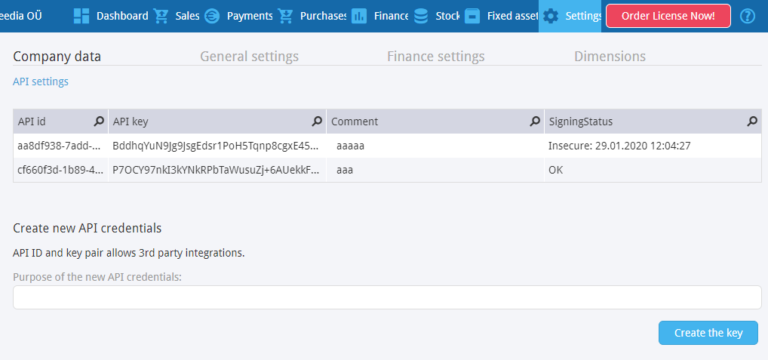 eedia OÜ Dashboard Sales Payments Purchases Finance Stock Fixed asset Settings Order License Now! ?
Company data General settings Finance settings Dimensions
API settings
API id API key Comment SigningStatus
aa8df938-7add-... BddhqYuN9Jg9JsgEdsr1PoH5Tqnp8cgxE45... aaaaa Insecure: 29.01.2020 12:04:27
cf660f3d-1b89-4... P7OCY97nkI3kYNkRPbTaWusuZj+6AUekkF... aaa OK
Create new API credentials
API ID and key pair allows 3rd party integrations.
Purpose of the new API credentials:
Create the key